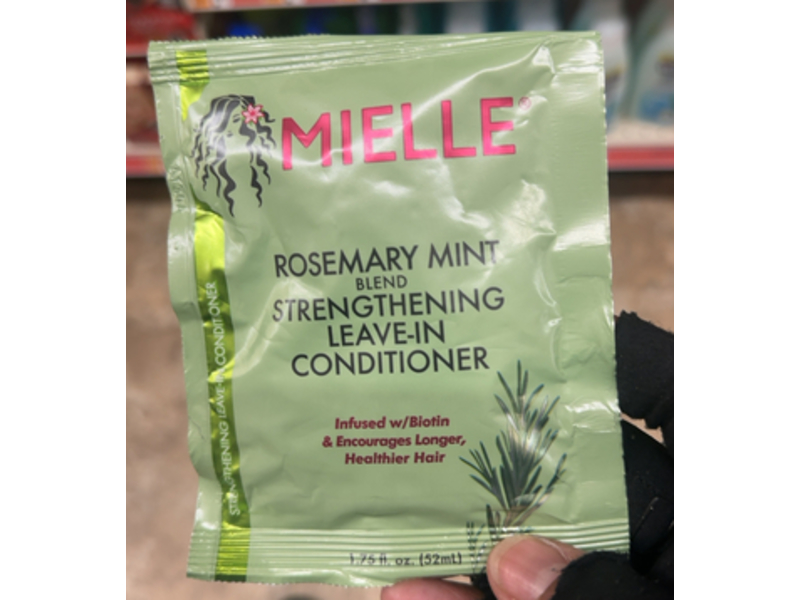 MIELLE®
ROSEMARY MINT
BLEND
STRENGTHENING
LEAVE-IN
CONDITIONER
Infused w/Biotin
& Encourages Longer,
Healthier Hair
1.75 fl. oz. (52mL)
STRENGTHENING LEAVE-IN CONDITIONER